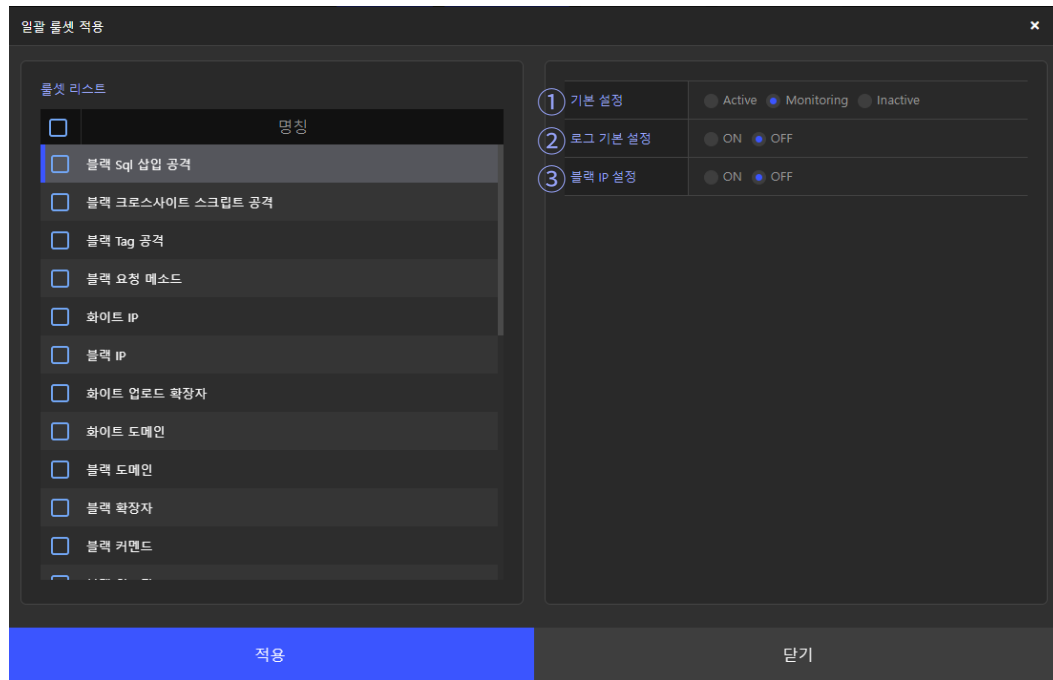 일괄 룰셋 적용 ×
룰셋 리스트
명칭
블랙 Sql 삽입 공격
블랙 크로스사이트 스크립트 공격
블랙 Tag 공격
블랙 요청 메소드
화이트 IP
블랙 IP
화이트 업로드 확장자
화이트 도메인
블랙 도메인
블랙 확장자
블랙 커멘드
① 기본 설정 Active Monitoring Inactive
② 로그 기본 설정 ON OFF
③ 블랙 IP 설정 ON OFF
적용 닫기